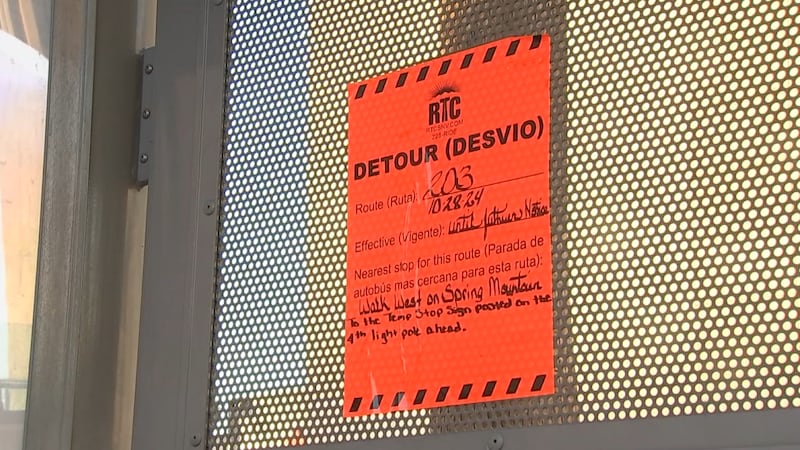 RTC
RTCSNV.COM
228-RIDE
DETOUR (DESVIO)
Route (Ruta): 203
10.28.24
Effective (Vigente): until futhur Notice
Nearest stop for this route (Parada de
autobús mas cercana para esta ruta):
Walk West on Spring Mountain
To the Temp Stop Sign posted on the
4th light pole ahead.